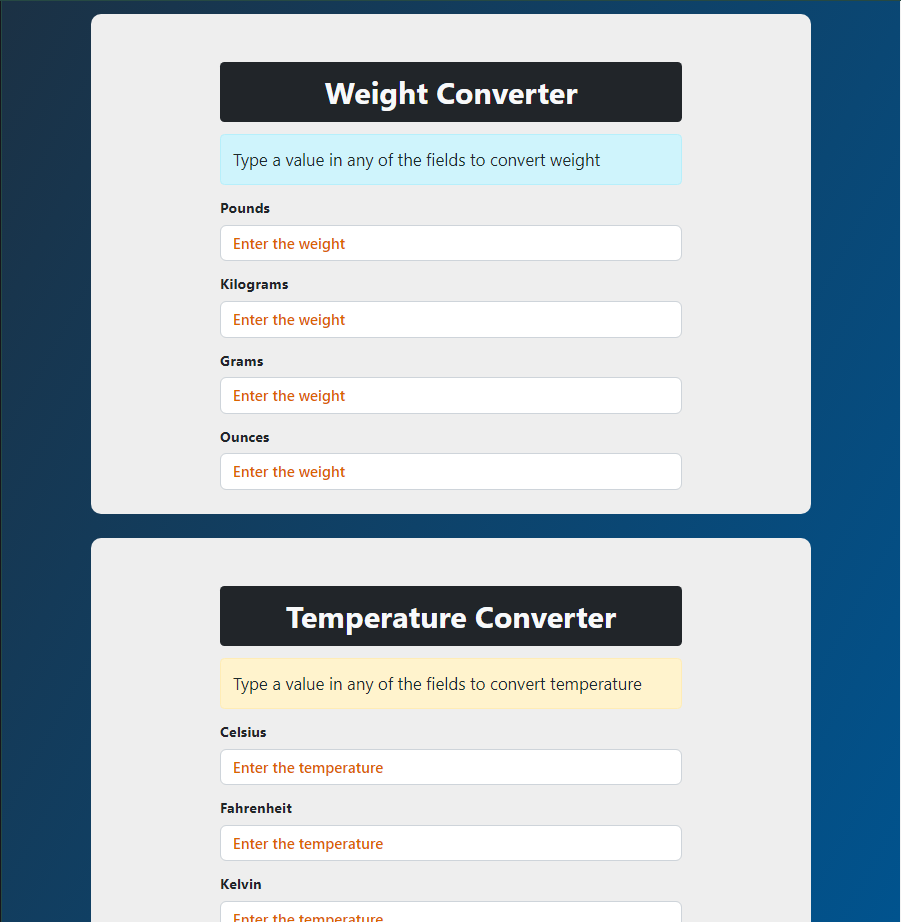 Weight Converter
Type a value in any of the fields to convert weight
Pounds
Enter the weight
Kilograms
Enter the weight
Grams
Enter the weight
Ounces
Enter the weight
Temperature Converter
Type a value in any of the fields to convert temperature
Celsius
Enter the temperature
Fahrenheit
Enter the temperature
Kelvin
Enter the temperature